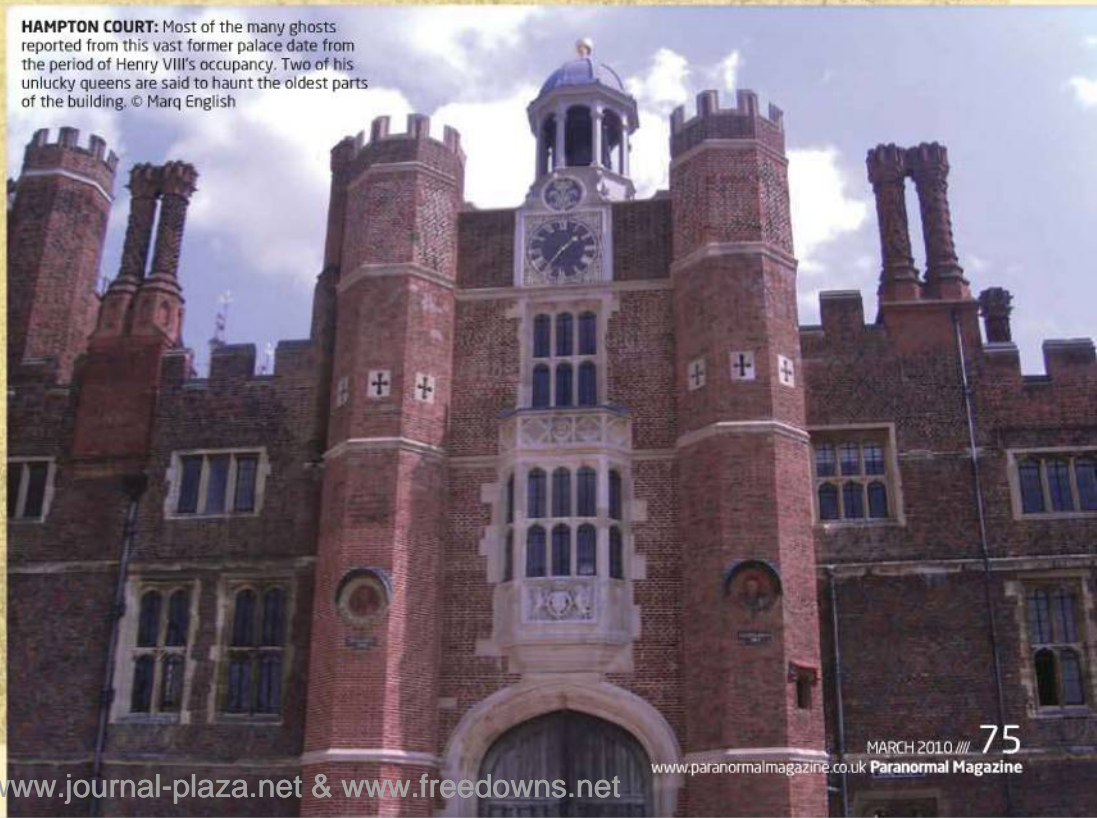 HAMPTON COURT: Most of the many ghosts
reported from this vast former palace date from
the period of Henry VIII's occupancy. Two of his
unlucky queens are said to haunt the oldest parts
of the building. © Marq English
MARCH 2010 //// 75
www.paranormalmagazine.co.uk Paranormal Magazine
www.journal-plaza.net & www.freedowns.net